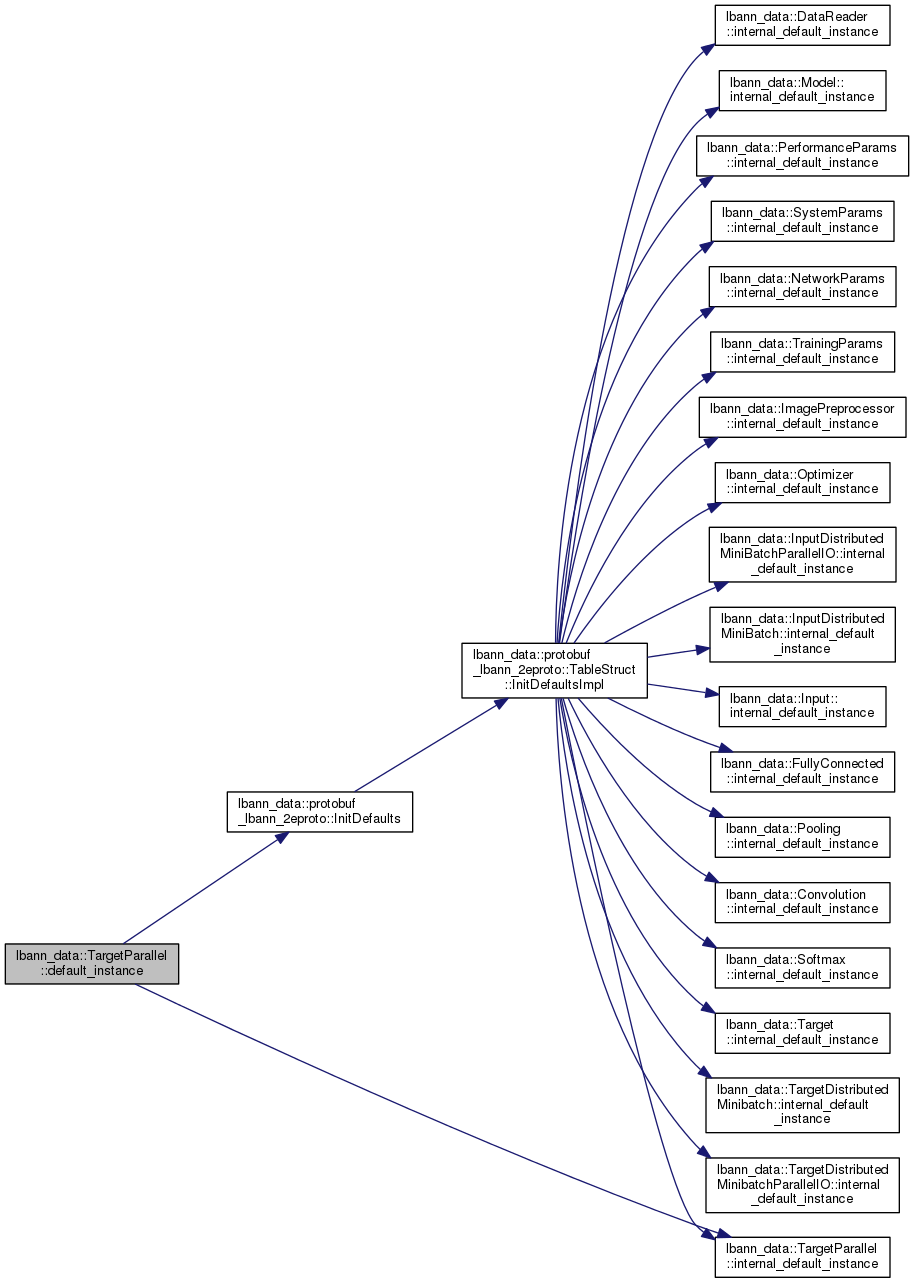 lbann_data::DataReader
::internal_default_instance
lbann_data::Model::
internal_default_instance
lbann_data::PerformanceParams
::internal_default_instance
lbann_data::SystemParams
::internal_default_instance
lbann_data::NetworkParams
::internal_default_instance
lbann_data::TrainingParams
::internal_default_instance
lbann_data::ImagePreprocessor
::internal_default_instance
lbann_data::Optimizer
::internal_default_instance
lbann_data::InputDistributed
MiniBatchParallelIO::internal
_default_instance
lbann_data::InputDistributed
MiniBatch::internal_default
_instance
lbann_data::protobuf
_lbann_2eproto::TableStruct
::InitDefaultsImpl
lbann_data::Input::
internal_default_instance
lbann_data::FullyConnected
::internal_default_instance
lbann_data::protobuf
_lbann_2eproto::InitDefaults
lbann_data::Pooling
::internal_default_instance
lbann_data::Convolution
::internal_default_instance
lbann_data::TargetParallel
::default_instance
lbann_data::Softmax
::internal_default_instance
lbann_data::Target
::internal_default_instance
lbann_data::TargetDistributed
Minibatch::internal_default
_instance
lbann_data::TargetDistributed
MinibatchParallelIO::internal
_default_instance
lbann_data::TargetParallel
::internal_default_instance